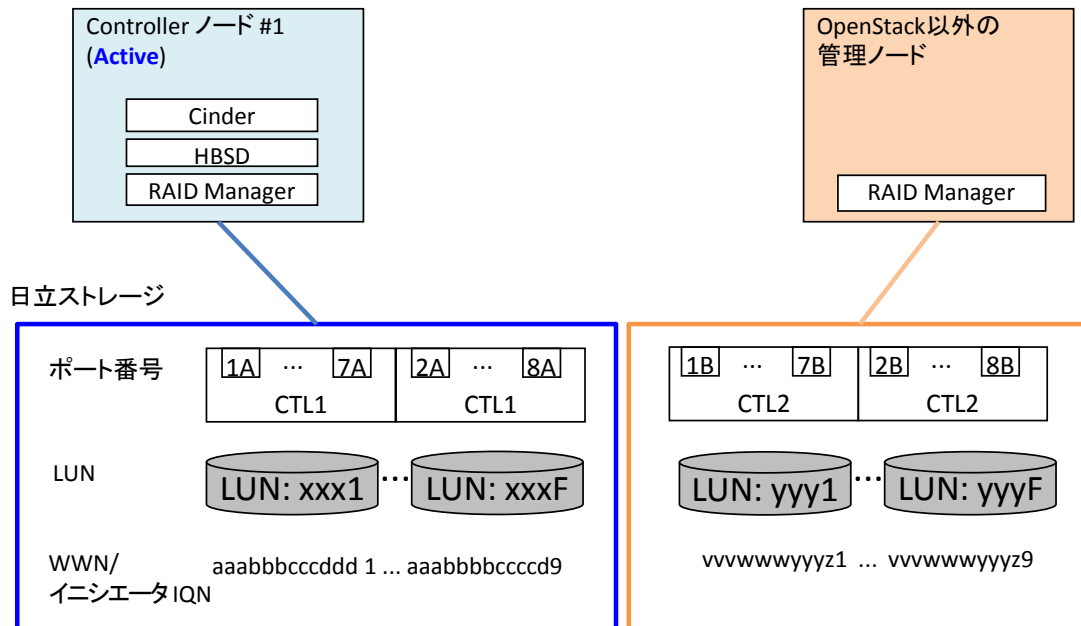 Controller ノード #1
(Active)
Cinder
HBSD
RAID Manager
OpenStack以外の
管理ノード
RAID Manager
日立ストレージ
ポート番号
1A ... 7A 2A ... 8A
CTL1 CTL1
1B ... 7B 2B ... 8B
CTL2 CTL2
LUN
LUN: xxx1 ... LUN: xxxF
LUN: yyy1 ... LUN: yyyF
WWN/
イニシエータ IQN
aaabbbcccddd 1 ... aaabbbbccccd9
vvvwwwyyyz1 ... vvvwwwyyyz9